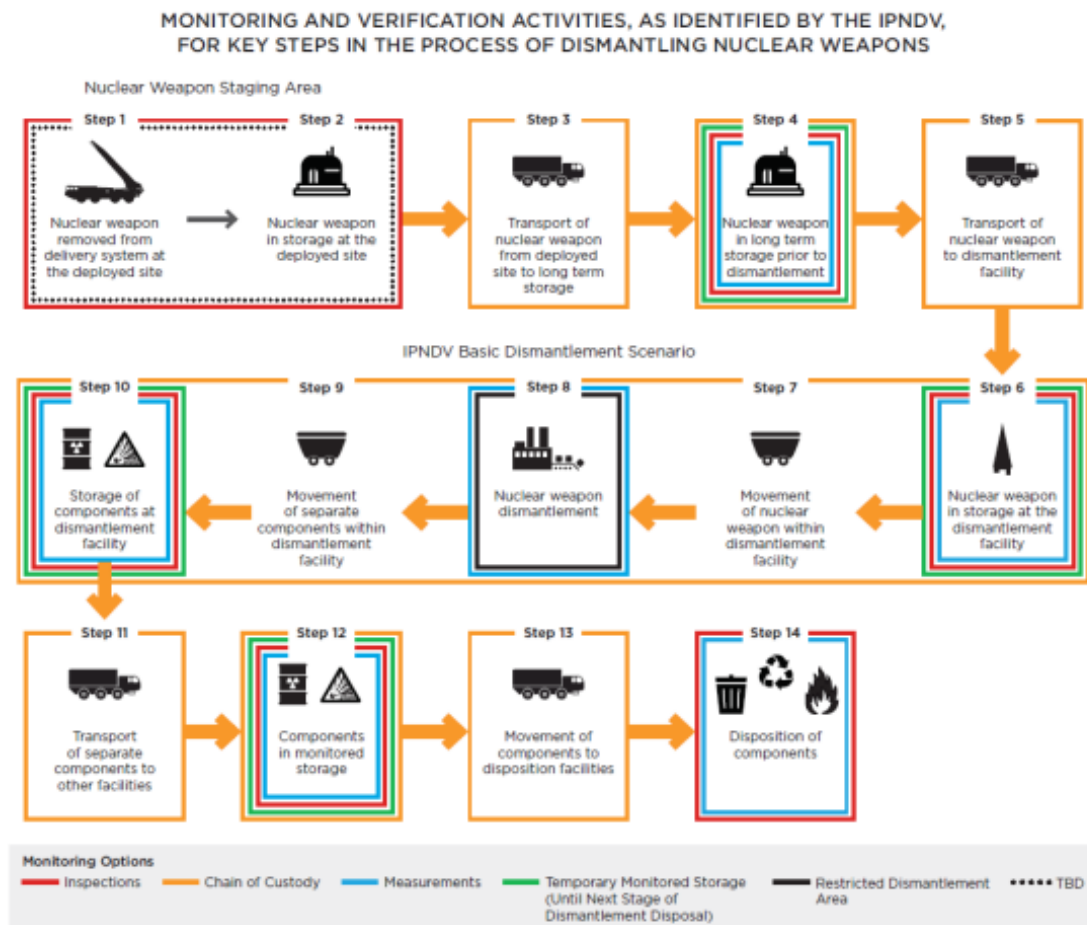 MONITORING AND VERIFICATION ACTIVITIES, AS IDENTIFIED BY THE IPNDV,
FOR KEY STEPS IN THE PROCESS OF DISMANTLING NUCLEAR WEAPONS
Nuclear Weapon Staging Area
Step 1
Nuclear weapon
removed from
delivery system at
the deployed site
Step 2
Nuclear weapon
in storage at the
deployed site
Step 3
Transport of
nuclear weapon
from deployed
site to long term
storage
Step 4
Nuclear weapon
in long term
storage prior to
dismantlement
Step 5
Transport of
nuclear weapon
to dismantlement
facility
IPNDV Basic Dismantlement Scenario
Step 10
Storage of
components at
dismantlement
facility
Step 9
Movement
of separate
components within
dismantlement
facility
Step 8
Nuclear weapon
dismantlement
Step 7
Movement
of nuclear
weapon within
dismantlement
facility
Step 6
Nuclear weapon
in storage at the
dismantlement
facility
Step 11
Transport
of separate
components to
other facilities
Step 12
Components
in monitored
storage
Step 13
Movement of
components to
disposition facilities
Step 14
Disposition of
components
Monitoring Options
Inspections
Chain of Custody
Measurements
Temporary Monitored Storage
(Until Next Stage of
Dismantlement Disposal)
Restricted Dismantlement
Area
TBD